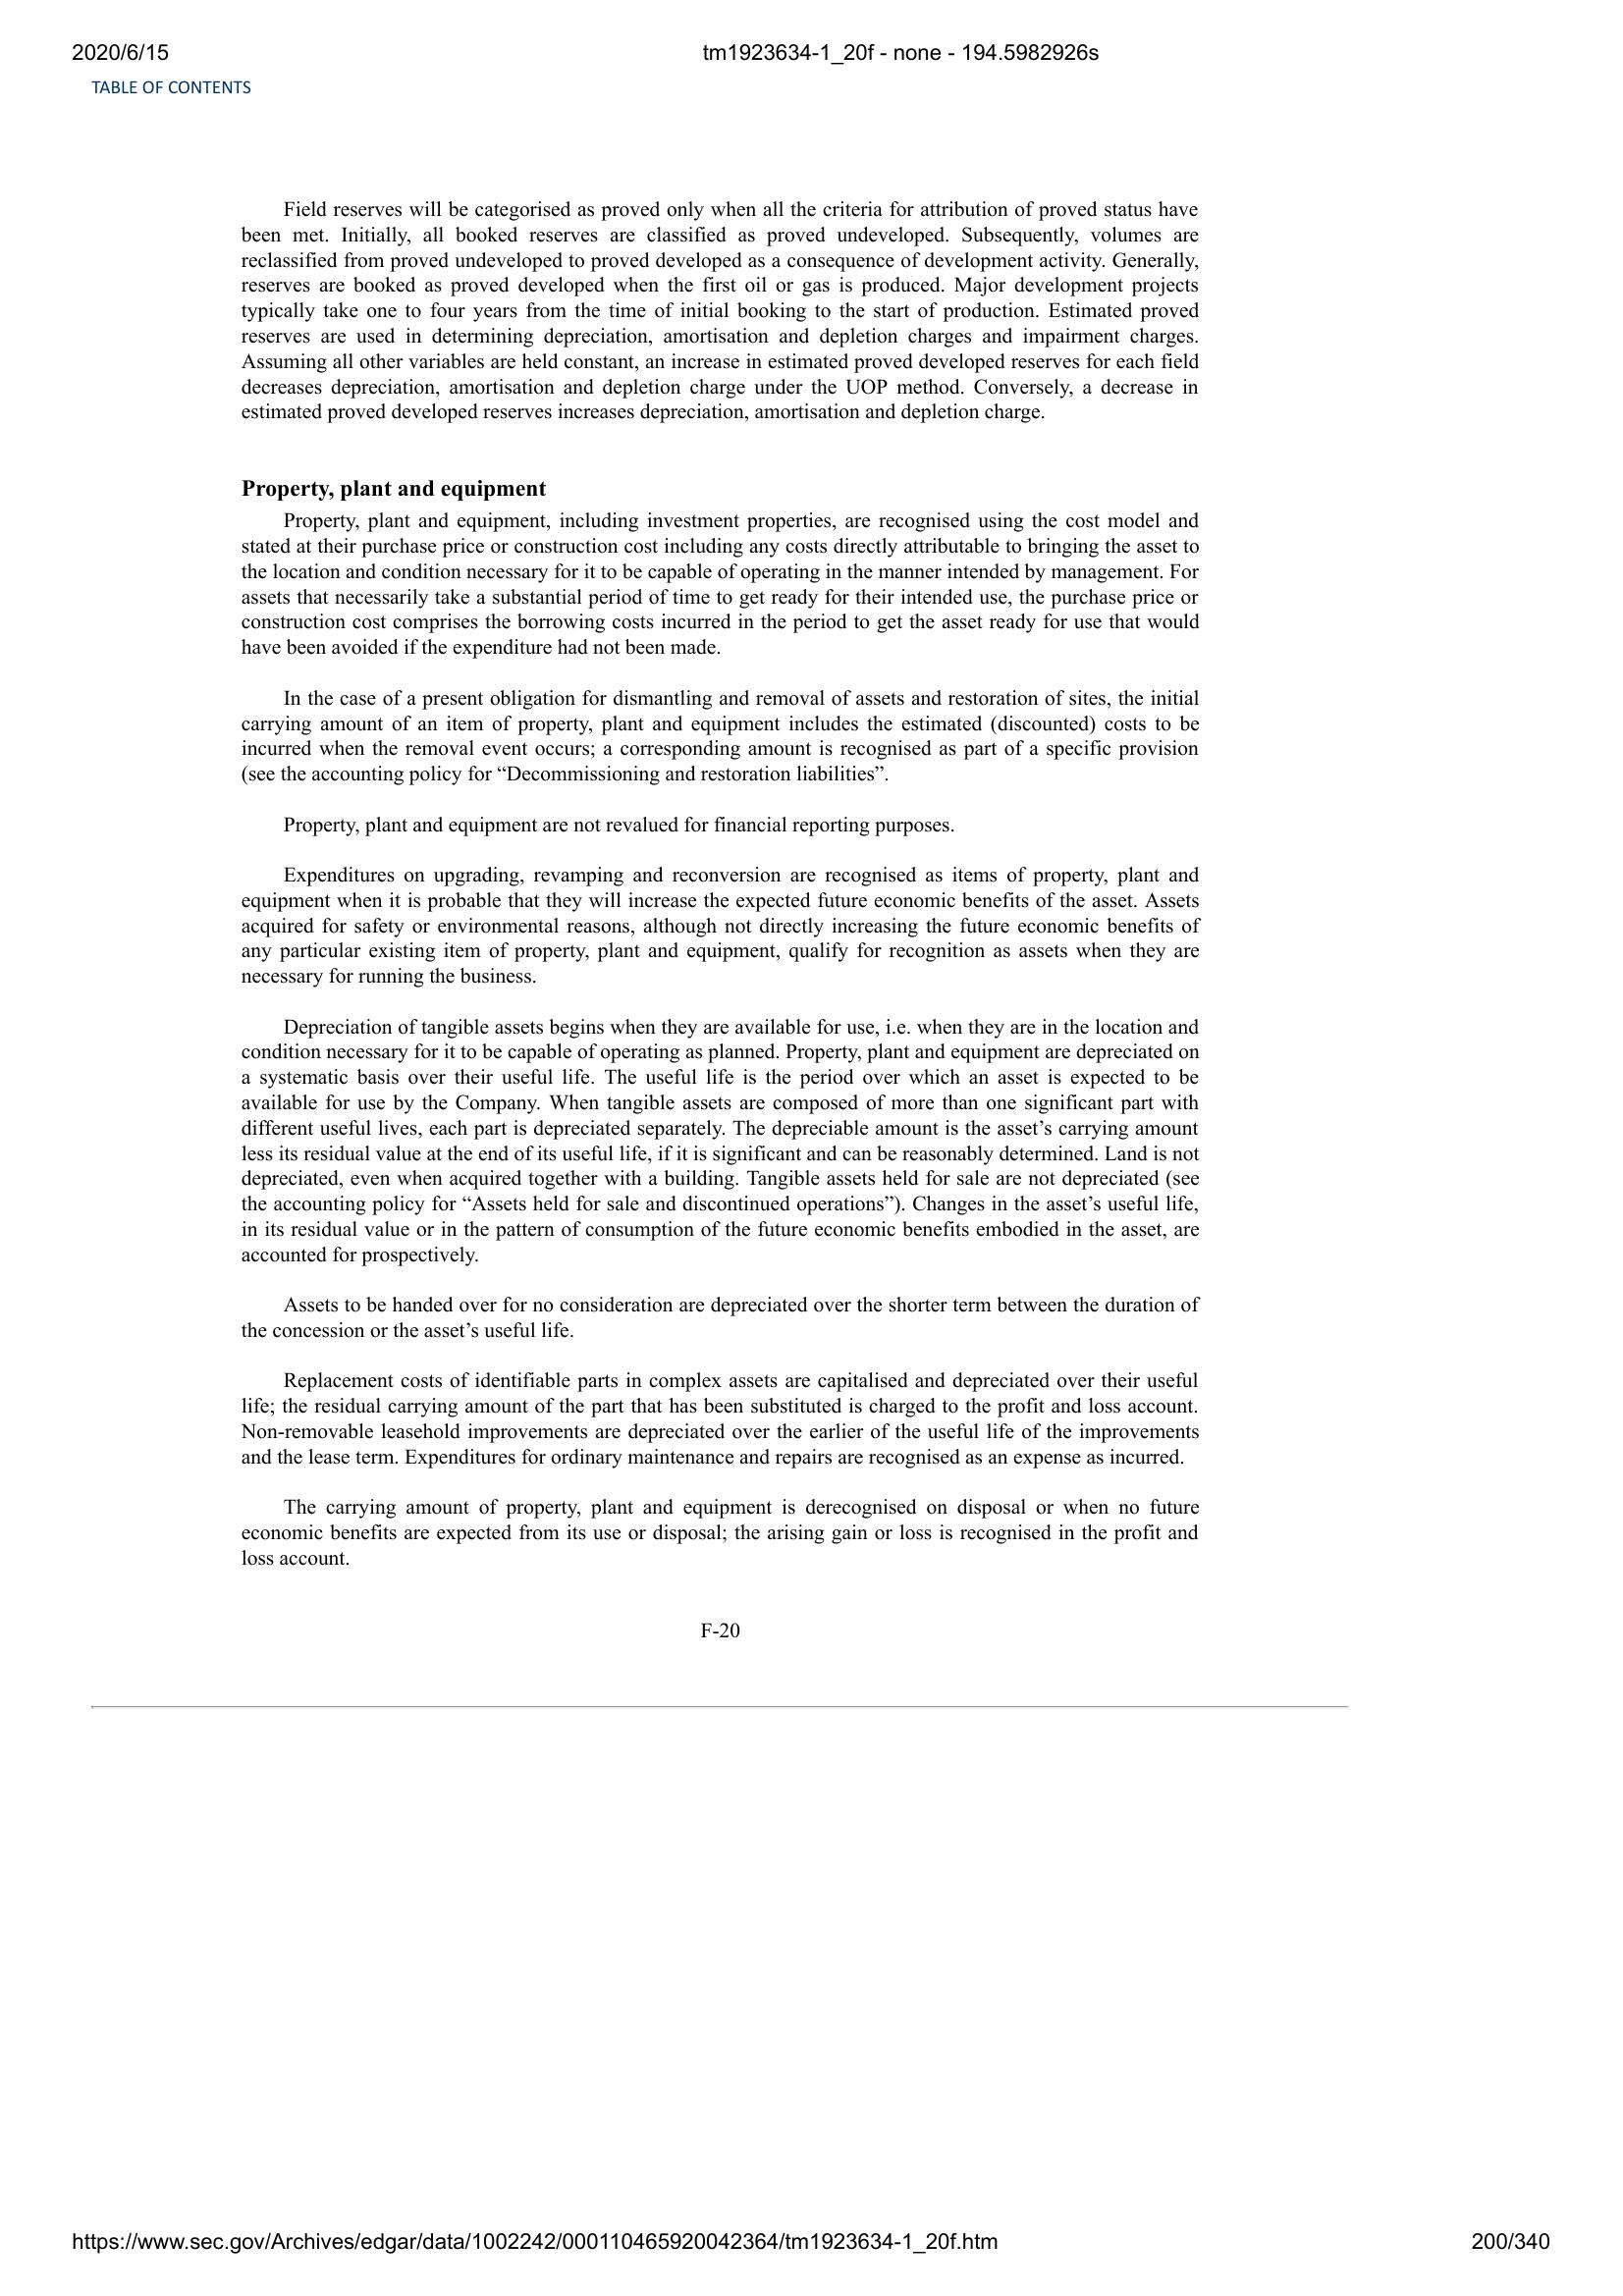 2020/6/15
tm1923634-1_20f - none - 194.5982926s
TABLE OF CONTENTS
Field reserves will be categorised as proved only when all the criteria for attribution of proved status have
been met. Initially, all booked reserves are classified as proved undeveloped. Subsequently, volumes are
reclassified from proved undeveloped to proved developed as a consequence of development activity. Generally,
reserves are booked as proved developed when the first oil or gas is produced. Major development projects
typically take one to four years from the time of initial booking to the start of production. Estimated proved
reserves are used in determining depreciation, amortisation and depletion charges and impairment charges.
Assuming all other variables are held constant, an increase in estimated proved developed reserves for each field
decreases depreciation, amortisation and depletion charge under the UOP method. Conversely, a decrease in
estimated proved developed reserves increases depreciation, amortisation and depletion charge.
Property, plant and equipment
Property, plant and equipment, including investment properties, are recognised using the cost model and
stated at their purchase price or construction cost including any costs directly attributable to bringing the asset to
the location and condition necessary for it to be capable of operating in the manner intended by management. For
assets that necessarily take a substantial period of time to get ready for their intended use, the purchase price or
construction cost comprises the borrowing costs incurred in the period to get the asset ready for use that would
have been avoided if the expenditure had not been made.
In the case of a present obligation for dismantling and removal of assets and restoration of sites, the initial
carrying amount of an item of property, plant and equipment includes the estimated (discounted) costs to be
incurred when the removal event occurs; a corresponding amount is recognised as part of a specific provision
(see the accounting policy for “Decommissioning and restoration liabilities”.
Property, plant and equipment are not revalued for financial reporting purposes.
Expenditures on upgrading, revamping and reconversion are recognised as items of property, plant and
equipment when it is probable that they will increase the expected future economic benefits of the asset. Assets
acquired for safety or environmental reasons, although not directly increasing the future economic benefits of
any particular existing item of property, plant and equipment, qualify for recognition as assets when they are
necessary for running the business.
Depreciation of tangible assets begins when they are available for use, i.e. when they are in the location and
condition necessary for it to be capable of operating as planned. Property, plant and equipment are depreciated on
a systematic basis over their useful life. The useful life is the period over which an asset is expected to be
available for use by the Company. When tangible assets are composed of more than one significant part with
different useful lives, each part is depreciated separately. The depreciable amount is the asset’s carrying amount
less its residual value at the end of its useful life, if it is significant and can be reasonably determined. Land is not
depreciated, even when acquired together with a building. Tangible assets held for sale are not depreciated (see
the accounting policy for “Assets held for sale and discontinued operations”). Changes in the asset’s useful life,
in its residual value or in the pattern of consumption of the future economic benefits embodied in the asset, are
accounted for prospectively.
Assets to be handed over for no consideration are depreciated over the shorter term between the duration of
the concession or the asset’s useful life.
Replacement costs of identifiable parts in complex assets are capitalised and depreciated over their useful
life; the residual carrying amount of the part that has been substituted is charged to the profit and loss account.
Non-removable leasehold improvements are depreciated over the earlier of the useful life of the improvements
and the lease term. Expenditures for ordinary maintenance and repairs are recognised as an expense as incurred.
The carrying amount of property, plant and equipment is derecognised on disposal or when no future
economic benefits are expected from its use or disposal; the arising gain or loss is recognised in the profit and
loss account.
F-20
https://www.sec.gov/Archives/edgar/data/1002242/000110465920042364/tm1923634-1_20f.htm
200/340